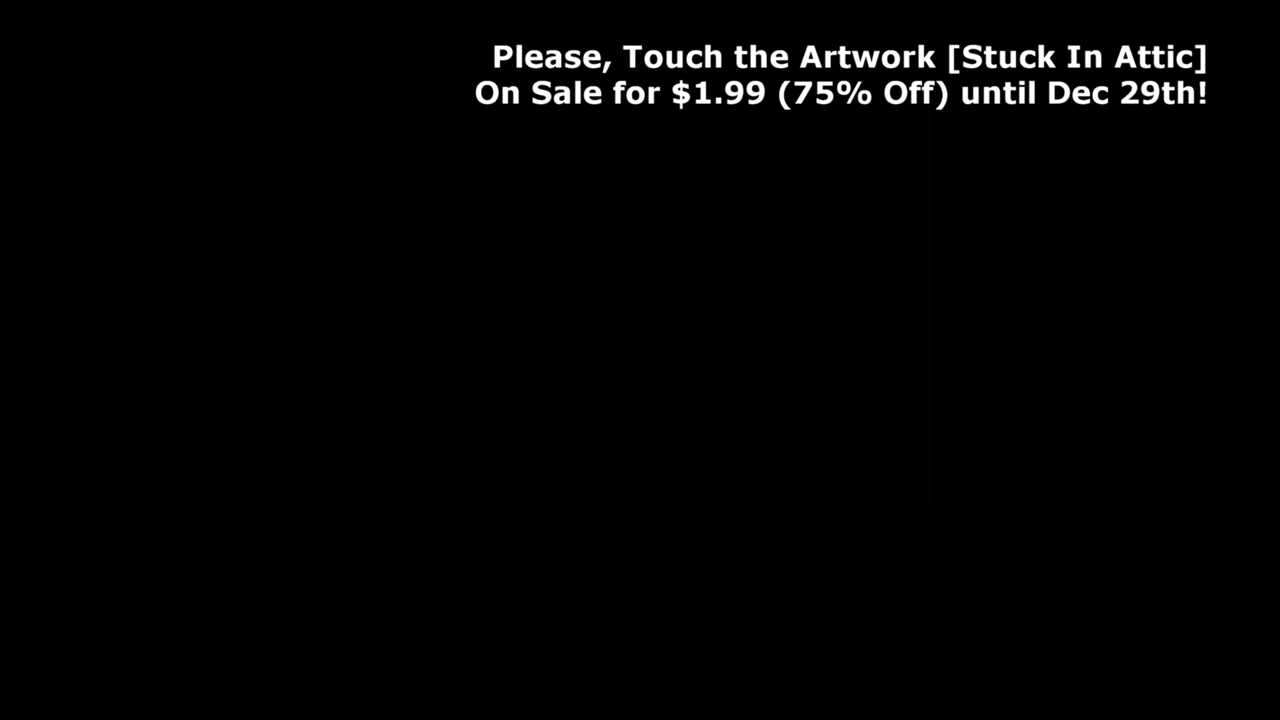 Please, Touch the Artwork [Stuck In Attic]
On Sale for $1.99 (75% Off) until Dec 29th!